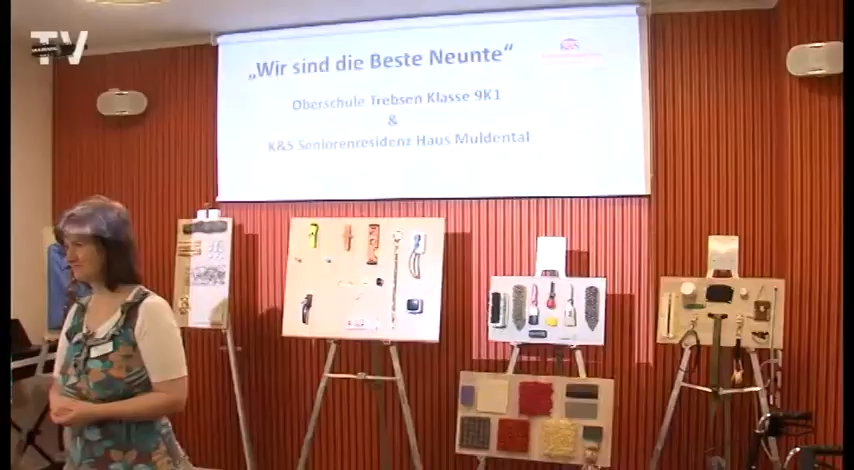 TV
„Wir sind die Beste Neunte"
K&S
Oberschule Trebsen Klasse 9K1
&
K&S Seniorenresidenz Haus Muldental